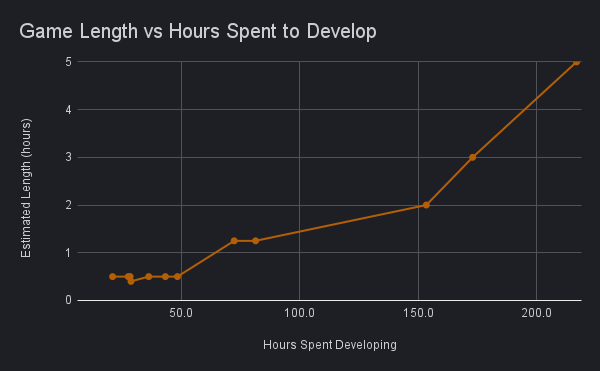 Game Length vs Hours Spent to Develop
5
4
3
2
1
0
Estimated Length (hours)
50.0 100.0 150.0 200.0
Hours Spent Developing